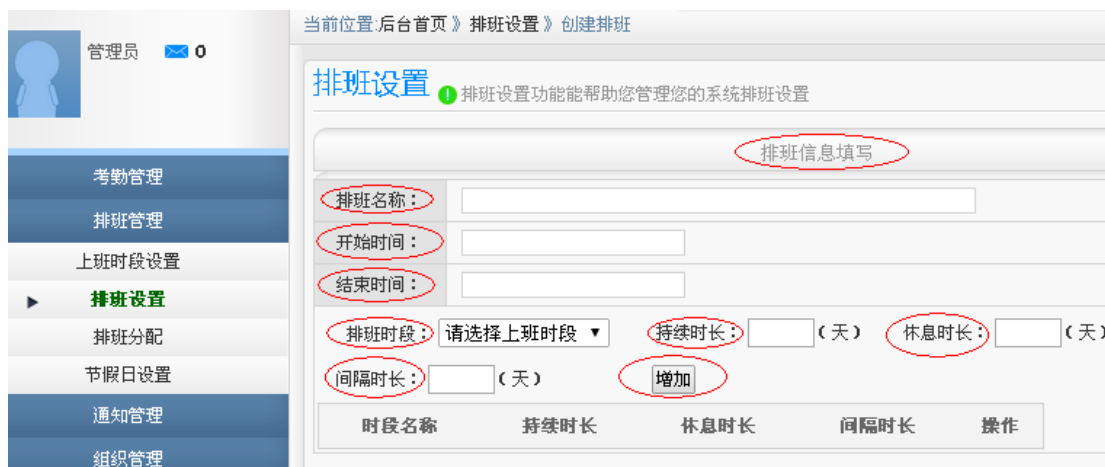 当前位置:后台首页》排班设置》创建排班
管理员 0
排班设置 排班设置功能能帮助您管理您的系统排班设置
排班信息填写
考勤管理
排班管理
上班时段设置
排班设置
排班分配
节假日设置
通知管理
组织管理
排班名称：
开始时间：
结束时间：
排班时段： 请选择上班时段 持续时长： （天） 休息时长： （天）
间隔时长： （天） 增加
时段名称 持续时长 休息时长 间隔时长 操作